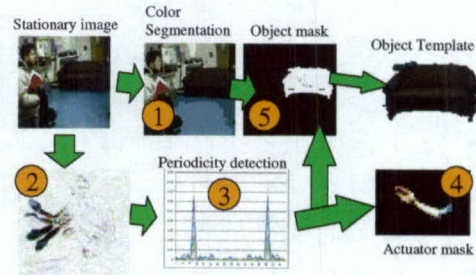 Stationary image
Color
Segmentation
Object mask
Object Template
1
5
2
Periodicity detection
3
4
Actuator mask